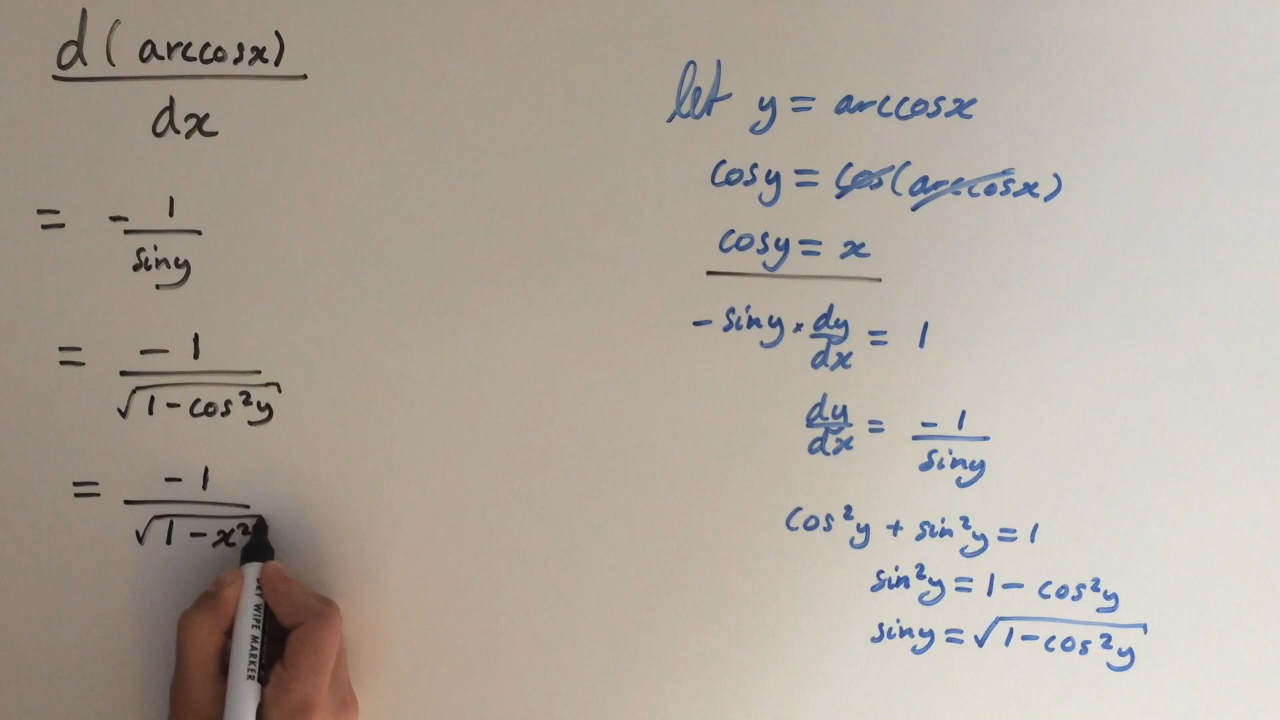 d(arccosx)
dx
= - 1
siny
= -1
√1-cos²y
= -1
√1-x²
let y = arccosx
cosy = cos(arccosx)
cosy = x
-siny × dy/dx = 1
dy/dx = -1/siny
cos²y + sin²y = 1
sin²y = 1 - cos²y
siny = √1-cos²y
WIPE MARKER